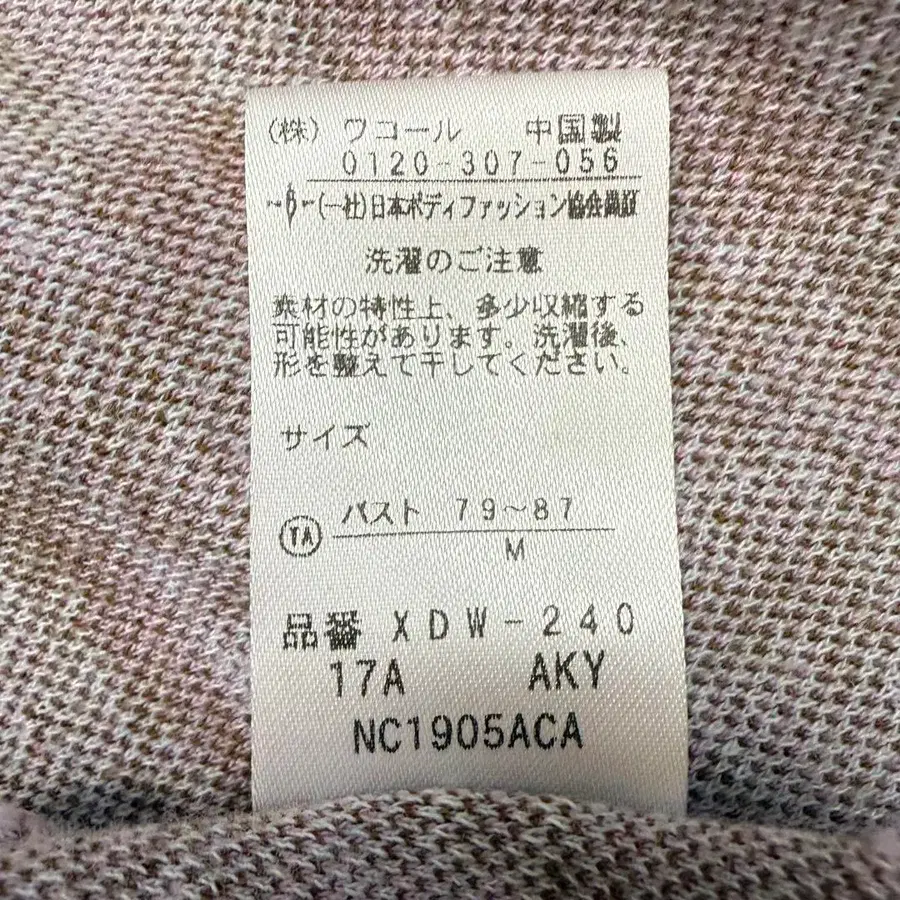 (株) ワコール 中国製
0120-307-056
(一社)日本ボディファッション協会員証
洗濯のご注意
素材の特性上、多少収縮する
可能性があります。洗濯後、
形を整えて干してください。
サイズ
TA バスト 79～87
M
品番 XDW-240
17A AKY
NC1905ACA